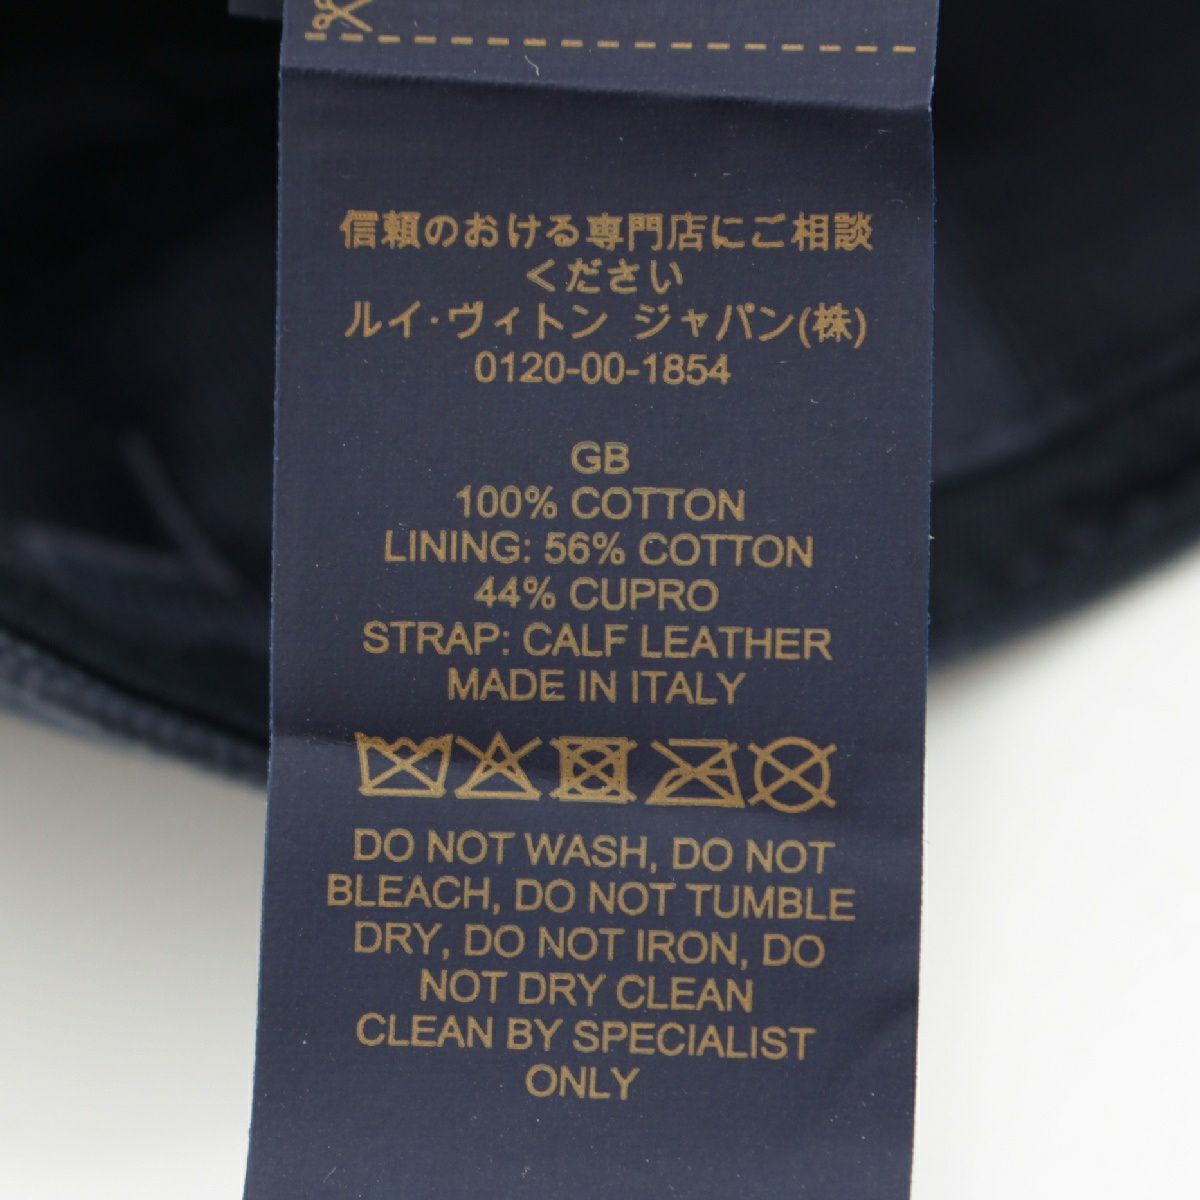 信頼のおける専門店にご相談
ください
ルイ·ヴィトン ジャパン(株)
0120-00-1854
GB
100% COTTON
LINING: 56% COTTON
44% CUPRO
STRAP: CALF LEATHER
MADE IN ITALY
DO NOT WASH, DO NOT
BLEACH, DO NOT TUMBLE
DRY, DO NOT IRON, DO
NOT DRY CLEAN
CLEAN BY SPECIALIST
ONLY